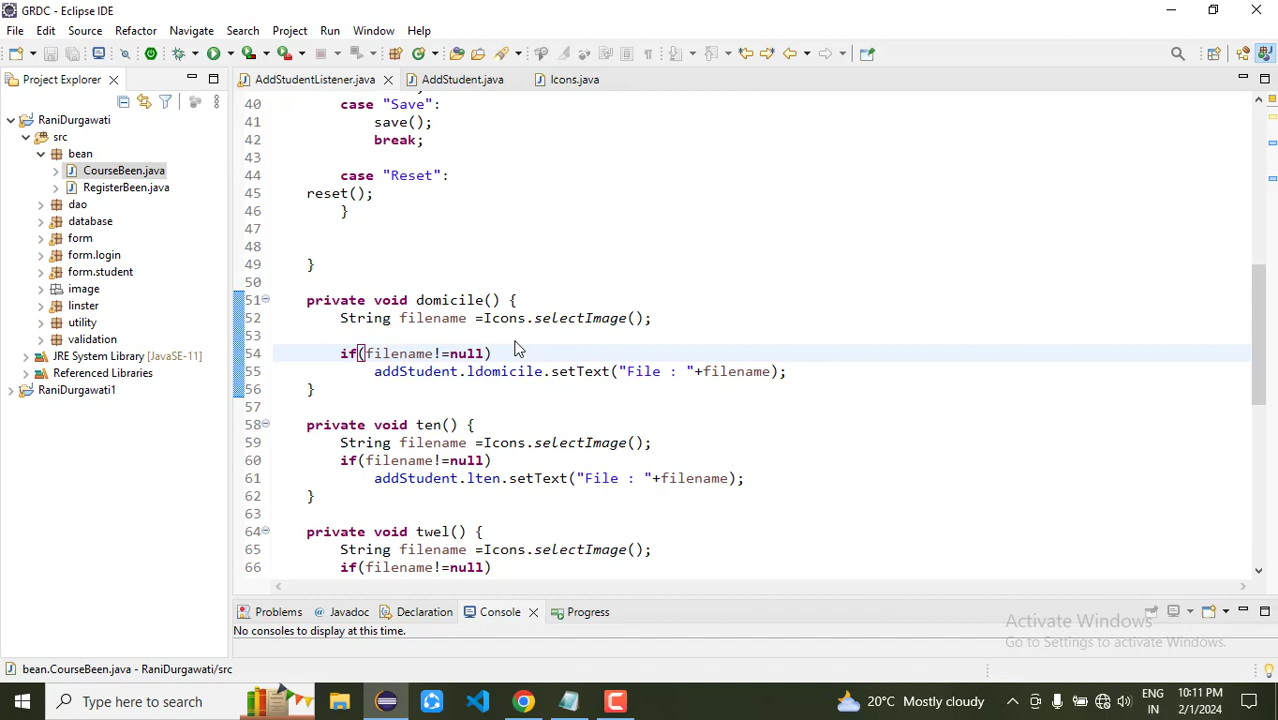 GRDC - Eclipse IDE
File Edit Source Refactor Navigate Search Project Run Window Help
Project Explorer
AddStudentListener.java AddStudent.java Icons.java
RaniDurgawati
src
bean
CourseBeen.java
RegisterBeen.java
dao
database
form
form.login
form.student
image
linster
utility
validation
JRE System Library [JavaSE-11]
Referenced Libraries
RaniDurgawati1
40 case "Save":
41 save();
42 break;
43
44 case "Reset":
45 reset();
46 }
47
48
49 }
50
51 private void domicile() {
52 String filename =Icons.selectImage();
53
54 if(filename!=null)
55 addStudent.ldomicile.setText("File : "+filename);
56 }
57
58 private void ten() {
59 String filename =Icons.selectImage();
60 if(filename!=null)
61 addStudent.lten.setText("File : "+filename);
62 }
63
64 private void twel() {
65 String filename =Icons.selectImage();
66 if(filename!=null)
Problems Javadoc Declaration Console Progress
No consoles to display at this time.
Activate Windows
Go to Settings to activate Windows.
bean.CourseBeen.java - RaniDurgawati/src
Type here to search
20°C Mostly cloudy
ENG
IN
10:11 PM
2/1/2024